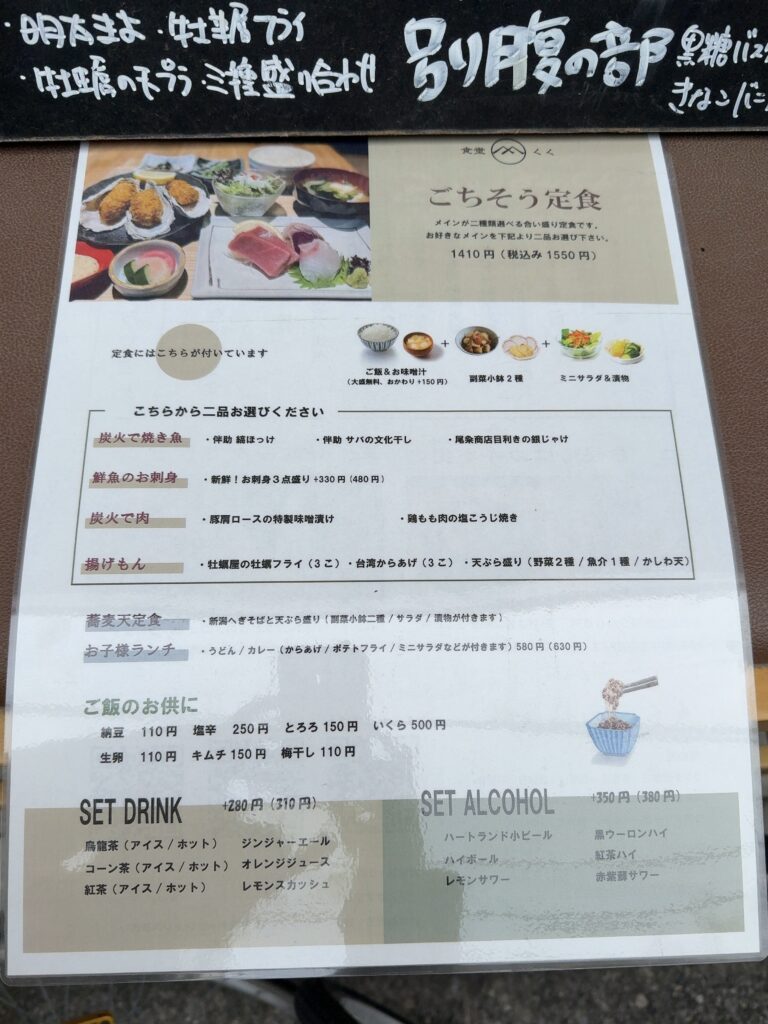 ・明太チーズ・牡蠣フライ
・牡蠣の天プラ 三種盛り合わせ
別り腹の部
黒糖バス
きなこバニ
食堂 くく
ごちそう定食
メインが二種類選べる合い盛り定食です。
お好きなメインを下記より二品お選び下さい。
1410円（税込み 1550円）
定食にはこちらが付いています
ご飯＆お味噌汁
（大盛無料、おかわり+150円）
+
副菜小鉢2種
+
ミニサラダ＆漬物
こちらから二品お選びください
炭火で焼き魚 ・伴助 縞ほっけ ・伴助 サバの文化干し ・尾粂商店目利きの銀じゃけ
鮮魚のお刺身 ・新鮮！お刺身３点盛り +330円（480円）
炭火で肉 ・豚肩ロースの特製味噌漬け ・鶏もも肉の塩こうじ焼き
揚げもん ・牡蠣屋の牡蠣フライ（３こ）・台湾からあげ（３こ）・天ぷら盛り（野菜２種 / 魚介１種 / かしわ天）
蕎麦天定食 ・新潟へぎそばと天ぷら盛り（副菜小鉢二種 / サラダ / 漬物が付きます）
お子様ランチ ・うどん / カレー（からあげ / ポテトフライ / ミニサラダなどが付きます）580円（630円）
ご飯のお供に
納豆 110円 塩辛 250円 とろろ 150円 いくら 500円
生卵 110円 キムチ 150円 梅干し 110円
SET DRINK +280円（310円）
烏龍茶（アイス / ホット） ジンジャーエール
コーン茶（アイス / ホット） オレンジジュース
紅茶（アイス / ホット） レモンスカッシュ
SET ALCOHOL +350円（380円）
ハートランド小ビール 黒ウーロンハイ
ハイボール 紅茶ハイ
レモンサワー 赤紫蘇サワー